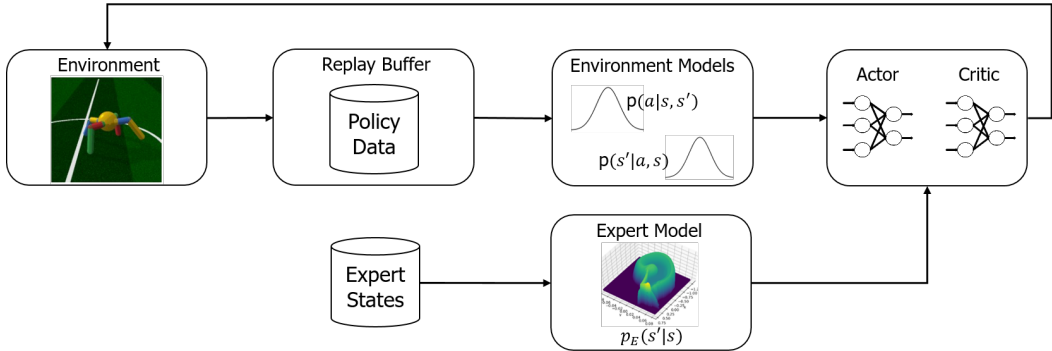 Environment
Replay Buffer
Policy
Data
Environment Models
p(a|s, s′)
p(s′|a, s)
Actor
Critic
Expert
States
Expert Model
p_E(s′|s)